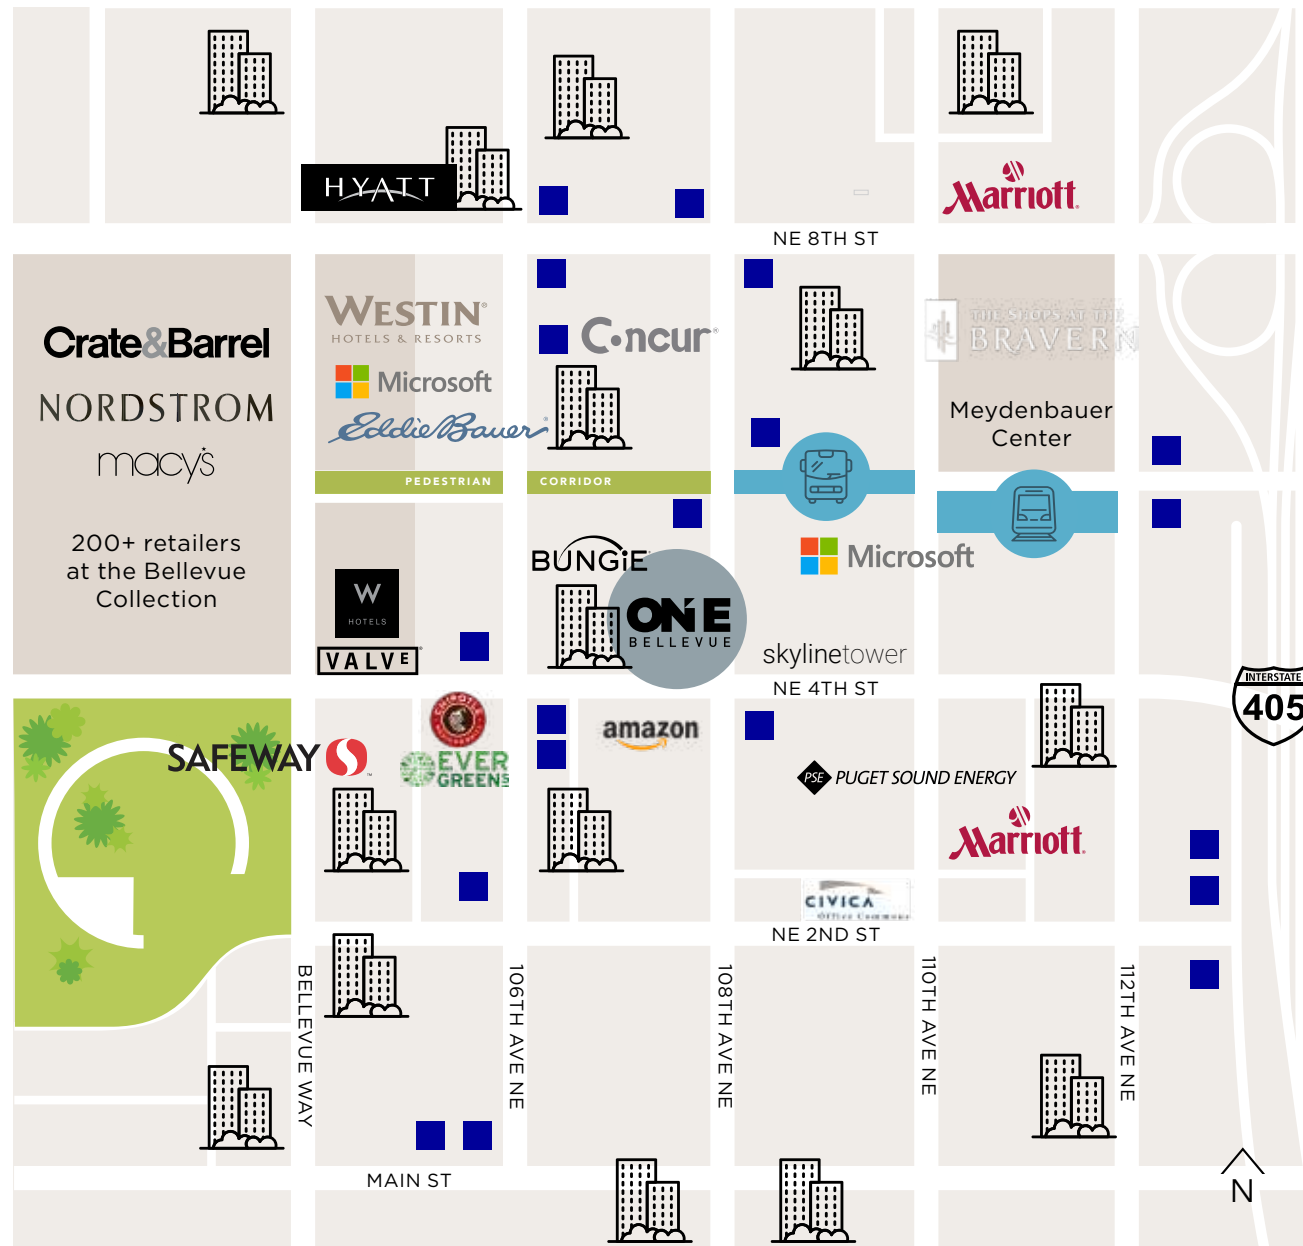 HYATT
Marriott
NE 8TH ST
Crate&Barrel
NORDSTROM
macy's
200+ retailers
at the Bellevue
Collection
WESTIN
HOTELS & RESORTS
Microsoft
Eddie Bauer
Concur
THE SHOPS AT THE
BRAVERN
Meydenbauer
Center
PEDESTRIAN CORRIDOR
W
HOTELS
VALVE
BUNGiE
ONE
BELLEVUE
Microsoft
skylinetower
NE 4TH ST
INTERSTATE
405
SAFEWAY
CHIPOTLE
EVER
GREENS
amazon
PSE PUGET SOUND ENERGY
Marriott
CIVICA
Office Commons
NE 2ND ST
BELLEVUE WAY
106TH AVE NE
108TH AVE NE
110TH AVE NE
112TH AVE NE
MAIN ST
N